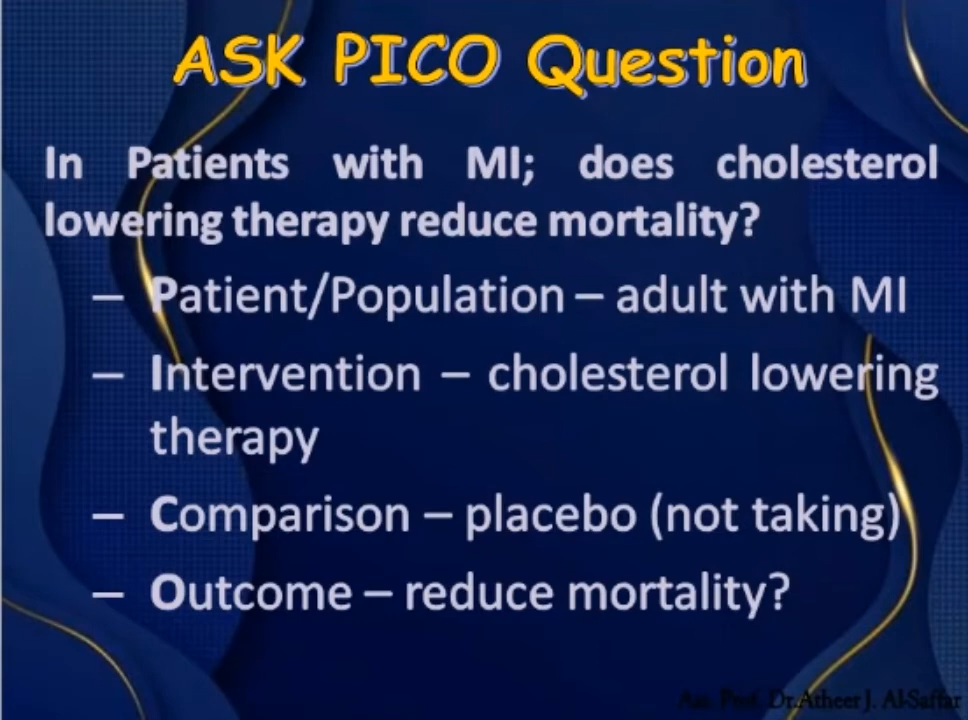 ASK PICO Question
In Patients with MI; does cholesterol
lowering therapy reduce mortality?
– Patient/Population – adult with MI
– Intervention – cholesterol lowering
therapy
– Comparison – placebo (not taking)
– Outcome – reduce mortality?
Ass. Prof. Dr.Atheer J. Al-Saffar